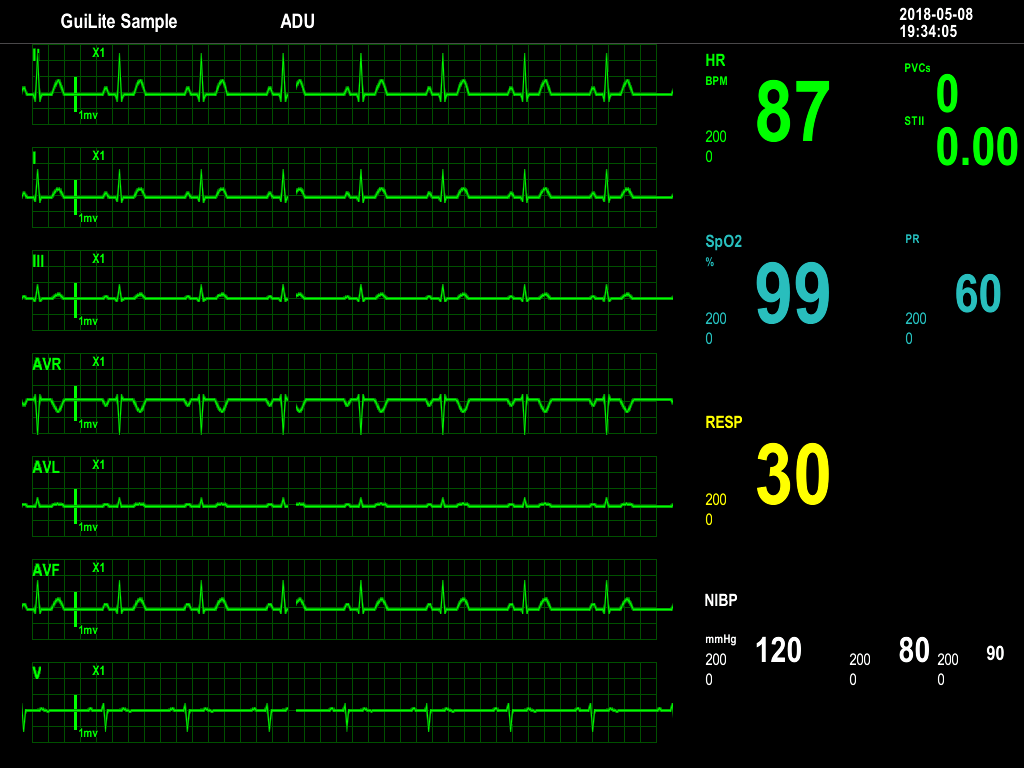 GuiLite Sample ADU 2018-05-08
19:34:05
II X1
1mv
I X1
1mv
III X1
1mv
AVR X1
1mv
AVL X1
1mv
AVF X1
1mv
V X1
1mv
HR
BPM
87
200
0
PVCs
0
STII
0.00
SpO2
%
99
200
0
PR
60
200
0
RESP
30
200
0
NIBP
mmHg
120 80 90
200 200 200
0 0 0